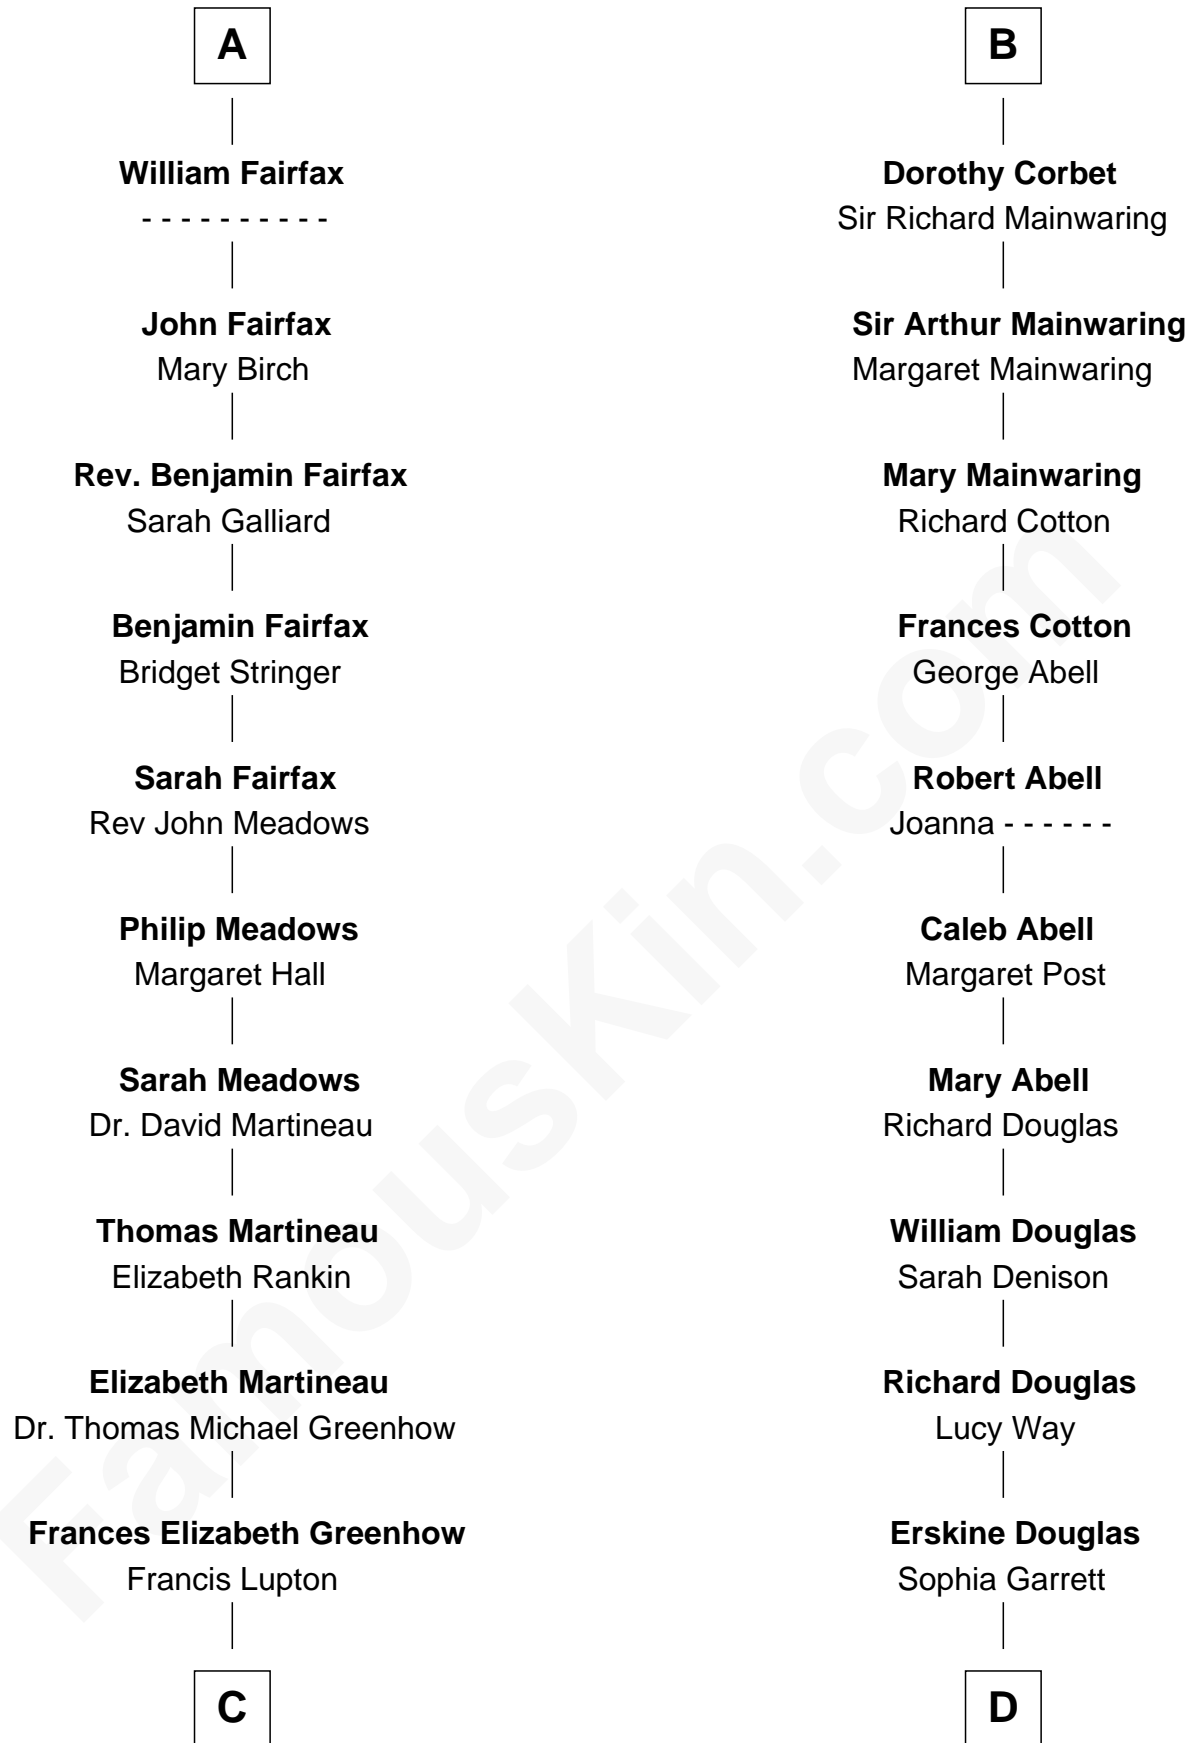 A
William Fairfax
- - - - - - - - - -
John Fairfax
Mary Birch
Rev. Benjamin Fairfax
Sarah Galliard
Benjamin Fairfax
Bridget Stringer
Sarah Fairfax
Rev John Meadows
Philip Meadows
Margaret Hall
Sarah Meadows
Dr. David Martineau
Thomas Martineau
Elizabeth Rankin
Elizabeth Martineau
Dr. Thomas Michael Greenhow
Frances Elizabeth Greenhow
Francis Lupton
C
B
Dorothy Corbet
Sir Richard Mainwaring
Sir Arthur Mainwaring
Margaret Mainwaring
Mary Mainwaring
Richard Cotton
Frances Cotton
George Abell
Robert Abell
Joanna - - - - - -
Caleb Abell
Margaret Post
Mary Abell
Richard Douglas
William Douglas
Sarah Denison
Richard Douglas
Lucy Way
Erskine Douglas
Sophia Garrett
D
FamousKin.com